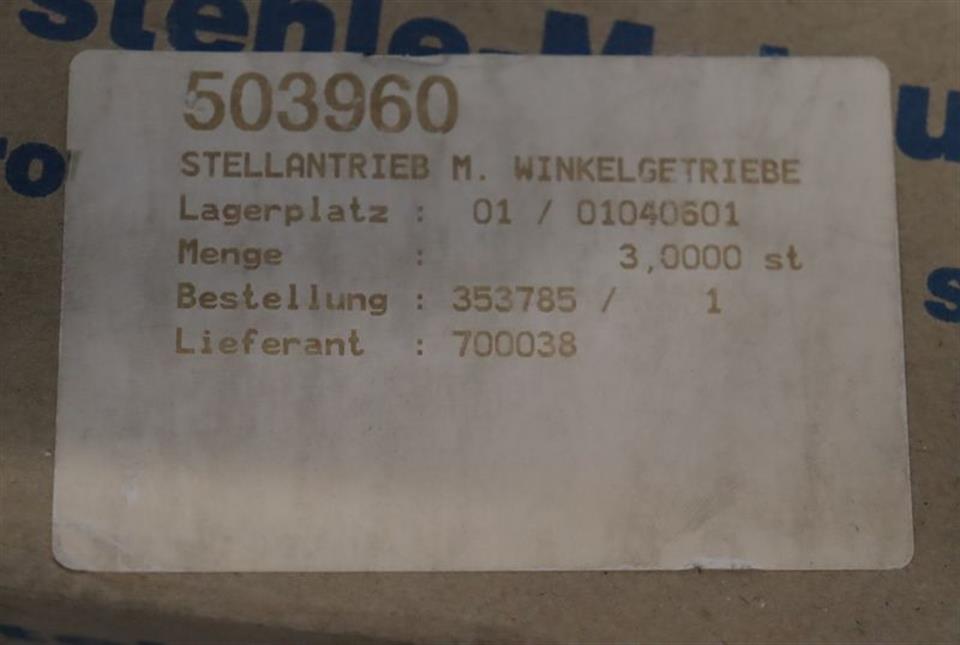 503960
STELLANTRIEB M. WINKELGETRIEBE
Lagerplatz : 01 / 01040601
Menge : 3,0000 st
Bestellung : 353785 / 1
Lieferant : 700038